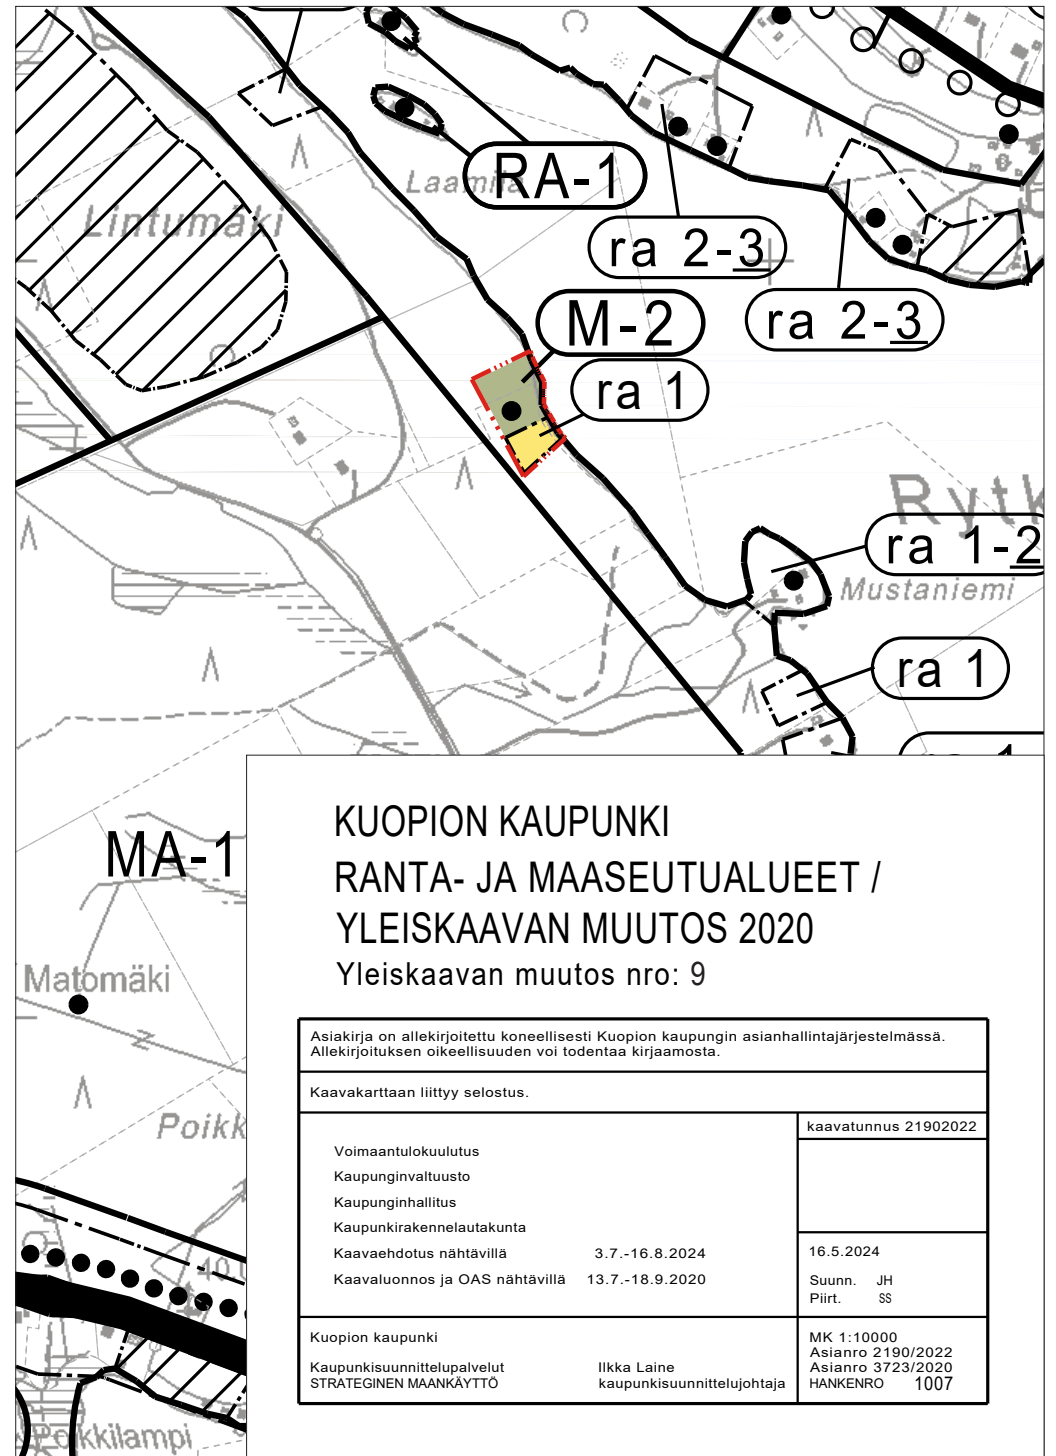 RA-1
Laamila
Lintumäki
ra 2-3
ra 2-3
M-2
ra 1
ra 1-2
Mustaniemi
ra 1
MA-1
KUOPION KAUPUNKI
RANTA- JA MAASEUTUALUEET /
YLEISKAAVAN MUUTOS 2020
Yleiskaavan muutos nro: 9
Matomäki
Asiakirja on allekirjoitettu koneellisesti Kuopion kaupungin asianhallintajärjestelmässä.
Allekirjoituksen oikeellisuuden voi todentaa kirjaamosta.
Kaavakarttaan liittyy selostus.
kaavatunnus 21902022
Voimaantulokuulutus
Kaupunginvaltuusto
Kaupunginhallitus
Kaupunkirakennelautakunta
Kaavaehdotus nähtävillä 3.7.-16.8.2024
Kaavaluonnos ja OAS nähtävillä 13.7.-18.9.2020
16.5.2024
Suunn. JH
Piirt. SS
Kuopion kaupunki
Kaupunkisuunnittelupalvelut Ilkka Laine
STRATEGINEN MAANKÄYTTÖ kaupunkisuunnittelujohtaja
MK 1:10000
Asianro 2190/2022
Asianro 3723/2020
HANKENRO 1007
Poikkilampi